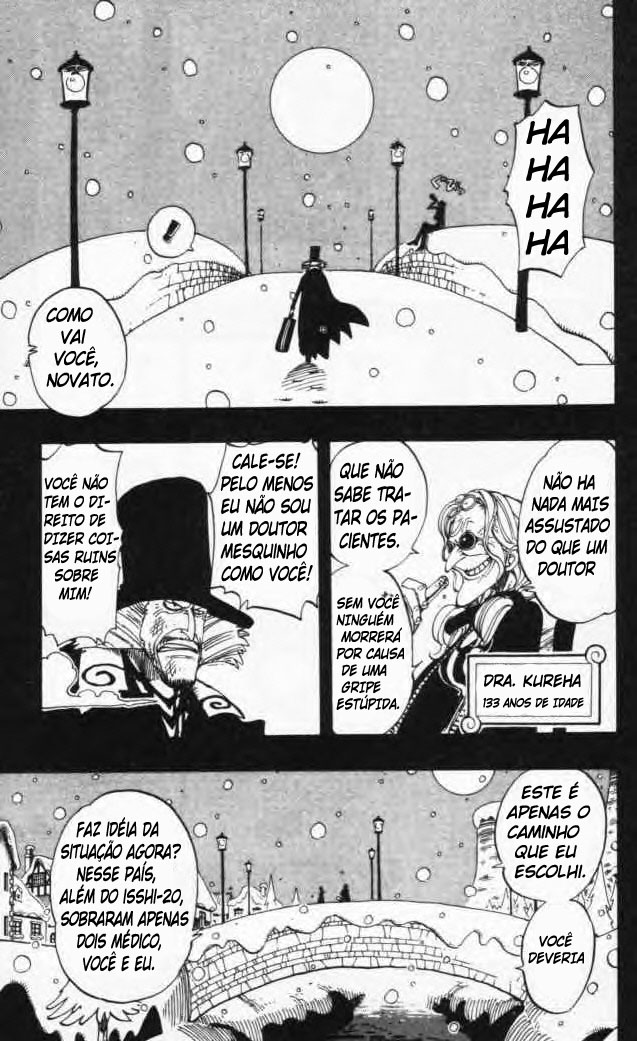 HA
HA
HA
HA
COMO
VAI
VOCÊ,
NOVATO.
NÃO HA
NADA MAIS
ASSUSTADO
DO QUE UM
DOUTOR
QUE NÃO
SABE TRA-
TAR OS PA-
CIENTES.
SEM VOCÊ
NINGUÉM
MORRERÁ
POR CAUSA
DE UMA
GRIPE
ESTÚPIDA.
DRA. KUREHA
133 ANOS DE IDADE
CALE-SE!
PELO MENOS
EU NÃO SOU
UM DOUTOR
MESQUINHO
COMO VOCÊ!
VOCÊ NÃO
TEM O DI-
REITO DE
DIZER COI-
SAS RUINS
SOBRE
MIM!
ESTE É
APENAS O
CAMINHO
QUE EU
ESCOLHI.
VOCÊ
DEVERIA
FAZ IDÉIA DA
SITUAÇÃO AGORA?
NESSE PAÍS,
ALÉM DO ISSHI-20,
SOBRARAM APENAS
DOIS MÉDICO,
VOCÊ E EU.